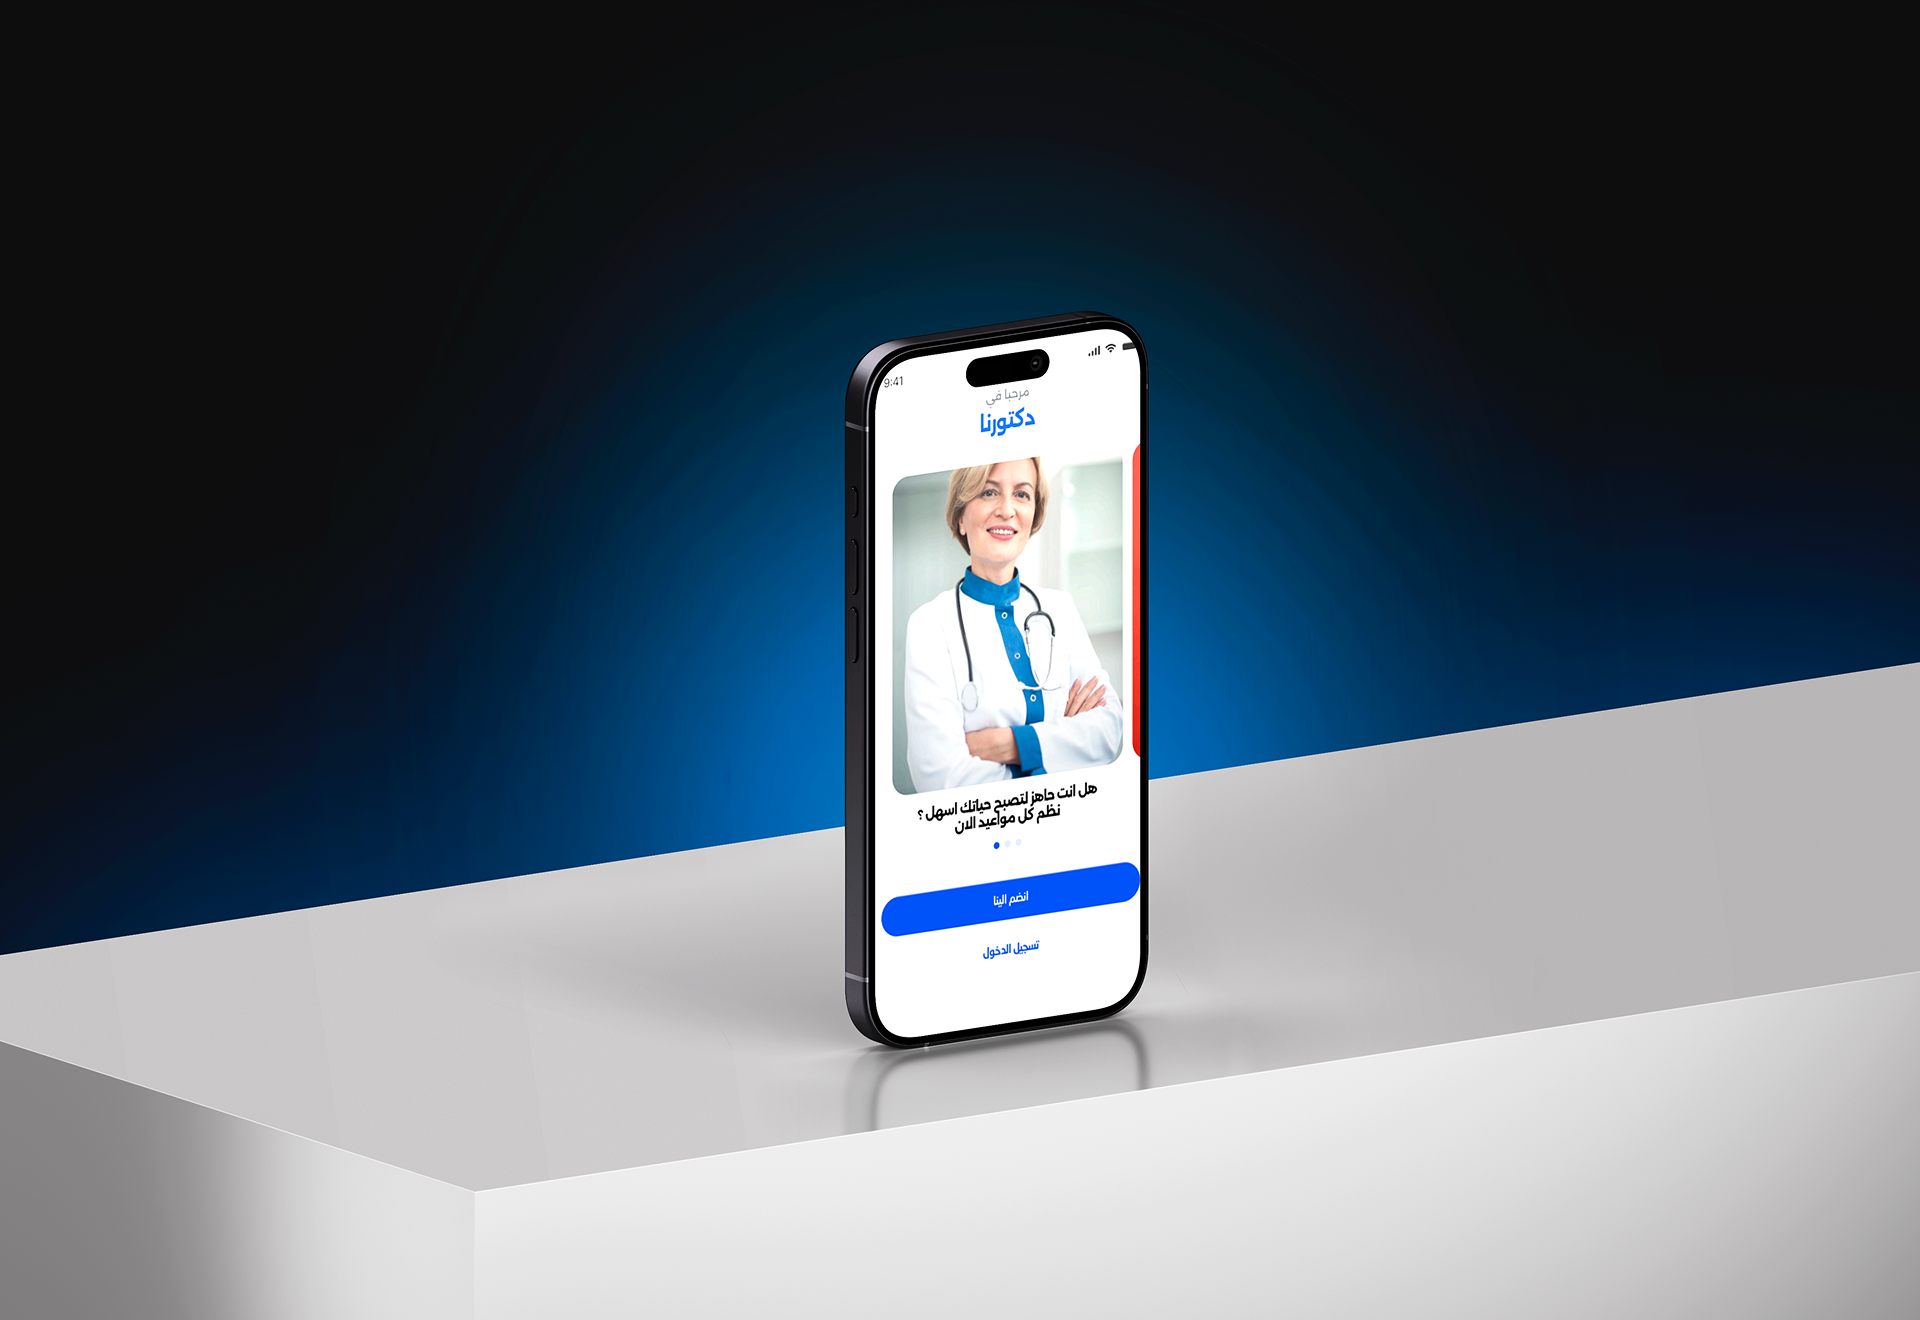 9:41
مرحبا في
دكتورنا
هل انت جاهز لتصبح حياتك اسهل ؟
نظم كل مواعيد الان
انضم الينا
تسجيل الدخول